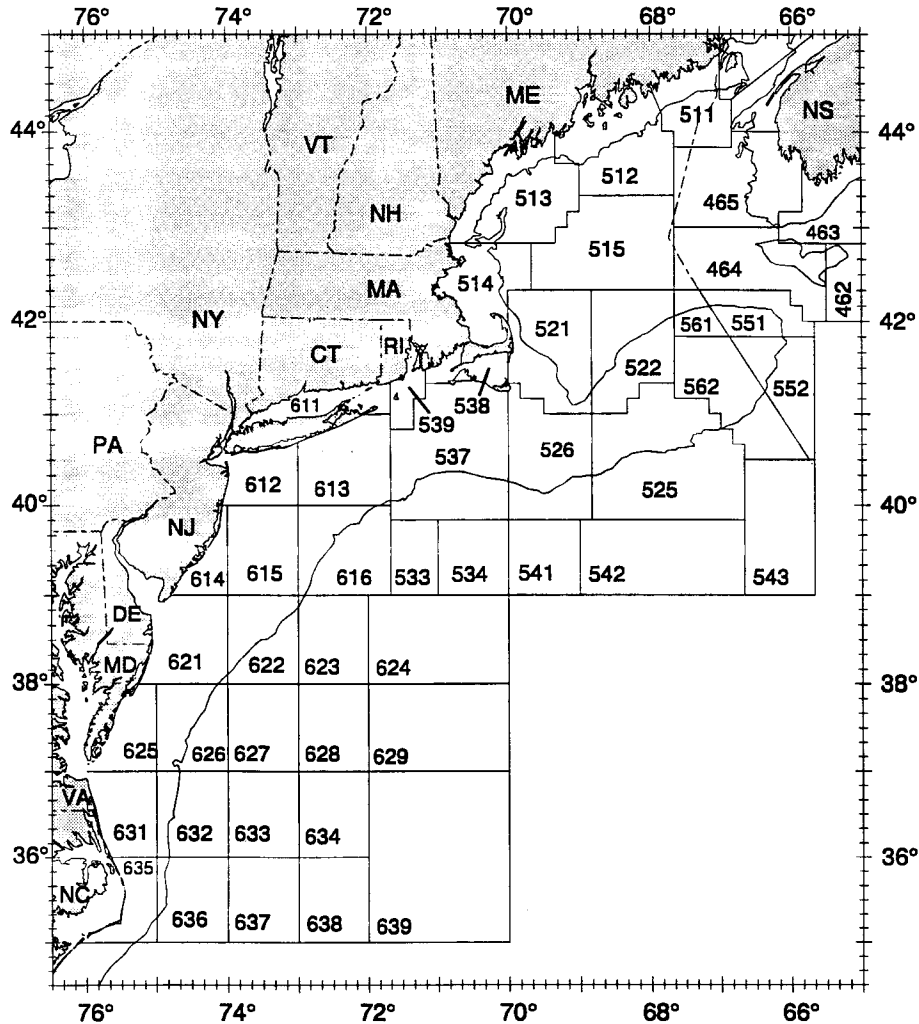 76° 74° 72° 70° 68° 66°
ME
511
NS
44° 44°
VT
512
513
465
NH
463
515
464
MA
514
462
42° 42°
NY
521
561 551
CT RI
522
562 552
611
538
539
PA
537 526
612 613
525
40° 40°
NJ
614 615 616 533 534 541 542 543
DE
MD
621 622 623 624
38° 38°
625 626 627 628 629
VA
631 632 633 634
36° 36°
635
NC
636 637 638 639
76° 74° 72° 70° 68° 66°